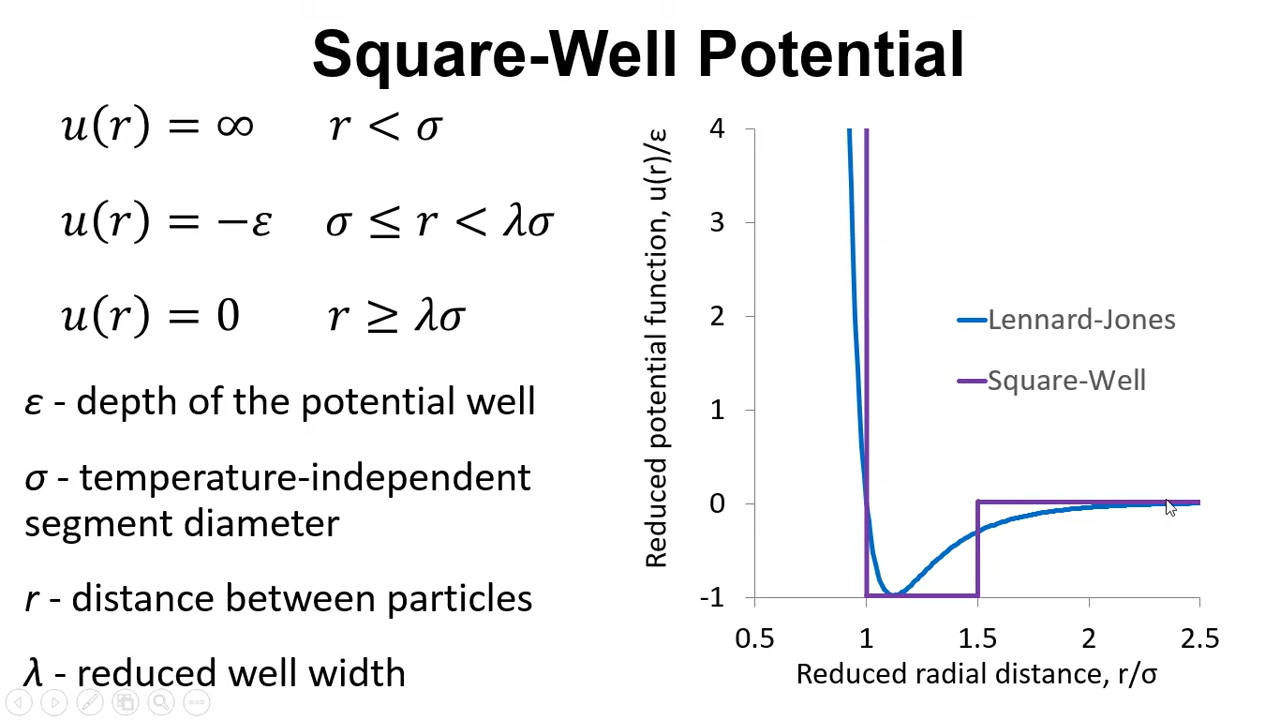 Square-Well Potential
u(r) = ∞ r < σ
u(r) = −ε σ ≤ r < λσ
u(r) = 0 r ≥ λσ
ε - depth of the potential well
σ - temperature-independent
segment diameter
r - distance between particles
λ - reduced well width
Reduced potential function, u(r)/ε
4
3
2
1
0
-1
0.5 1 1.5 2 2.5
Reduced radial distance, r/σ
Lennard-Jones
Square-Well